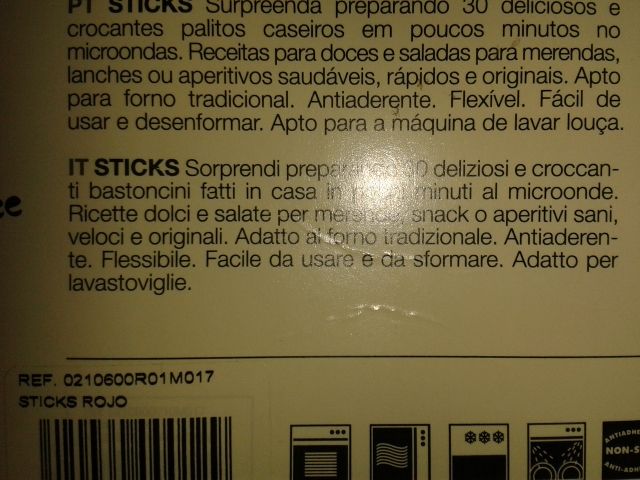 PT STICKS Surpreenda preparando 30 deliciosos e
crocantes palitos caseiros em poucos minutos no
microondas. Receitas para doces e saladas para merendas,
lanches ou aperitivos saudáveis, rápidos e originais. Apto
para forno tradicional. Antiaderente. Flexível. Fácil de
usar e desenformar. Apto para a máquina de lavar louça.
IT STICKS Sorprendi preparando 30 deliziosi e croccan-
ti bastoncini fatti in casa in pochi minuti al microonde.
Ricette dolci e salate per merende, snack o aperitivi sani,
veloci e originali. Adatto al forno tradizionale. Antiaderen-
te. Flessibile. Facile da usare e da sformare. Adatto per
lavastoviglie.
REF. 0210600R01M017
STICKS ROJO